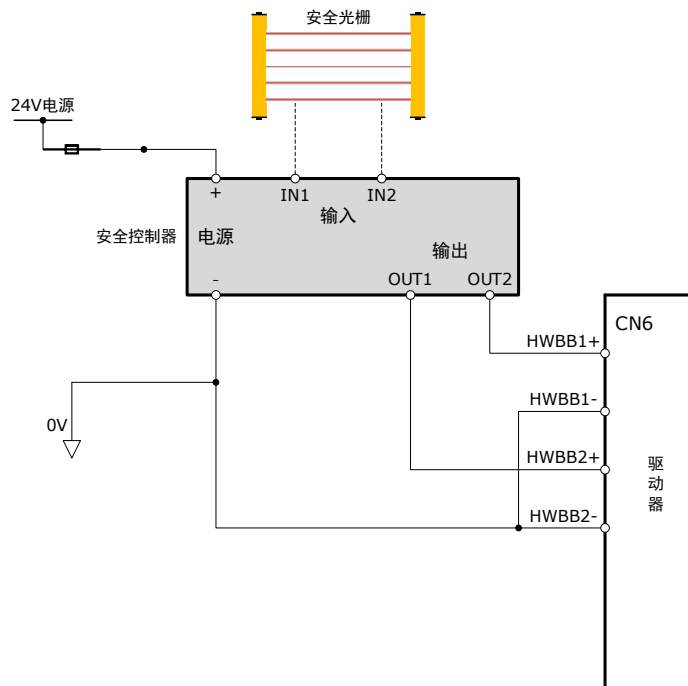 安全光栅
24V电源
+
IN1
IN2
输入
安全控制器
电源
输出
-
OUT1
OUT2
CN6
HWBB1+
HWBB1-
0V
HWBB2+
驱动器
HWBB2-